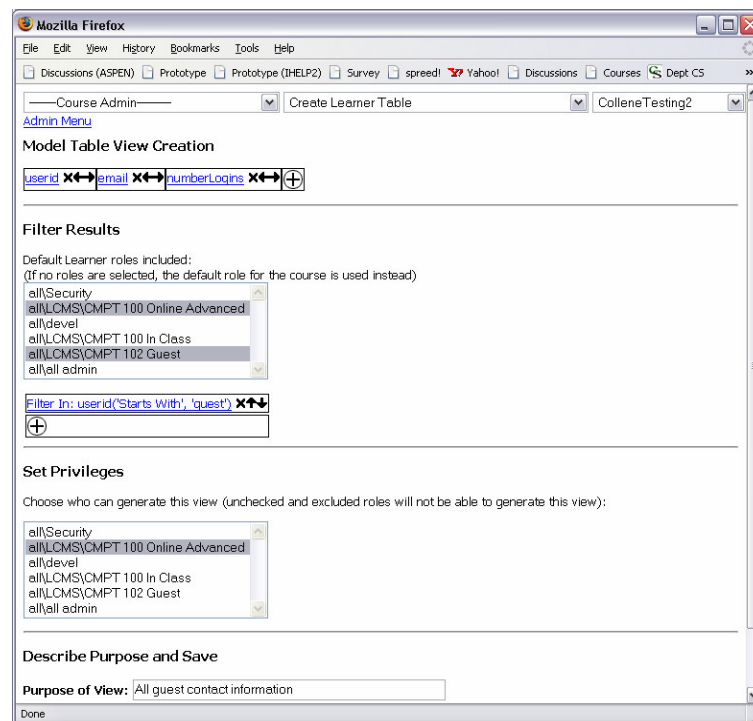 Mozilla Firefox
File Edit View History Bookmarks Tools Help
Discussions (ASPEN) Prototype Prototype (IHELP2) Survey spreed! Yahoo! Discussions Courses Dept CS »
——Course Admin—— Create Learner Table ColleneTesting2
Admin Menu
Model Table View Creation
userid email numberLogins
Filter Results
Default Learner roles included:
(If no roles are selected, the default role for the course is used instead)
all\Security
all\LCMS\CMPT 100 Online Advanced
all\devel
all\LCMS\CMPT 100 In Class
all\LCMS\CMPT 102 Guest
all\all admin
Filter In: userid('Starts With', 'guest')
Set Privileges
Choose who can generate this view (unchecked and excluded roles will not be able to generate this view):
all\Security
all\LCMS\CMPT 100 Online Advanced
all\devel
all\LCMS\CMPT 100 In Class
all\LCMS\CMPT 102 Guest
all\all admin
Describe Purpose and Save
Purpose of View: All guest contact information
Done